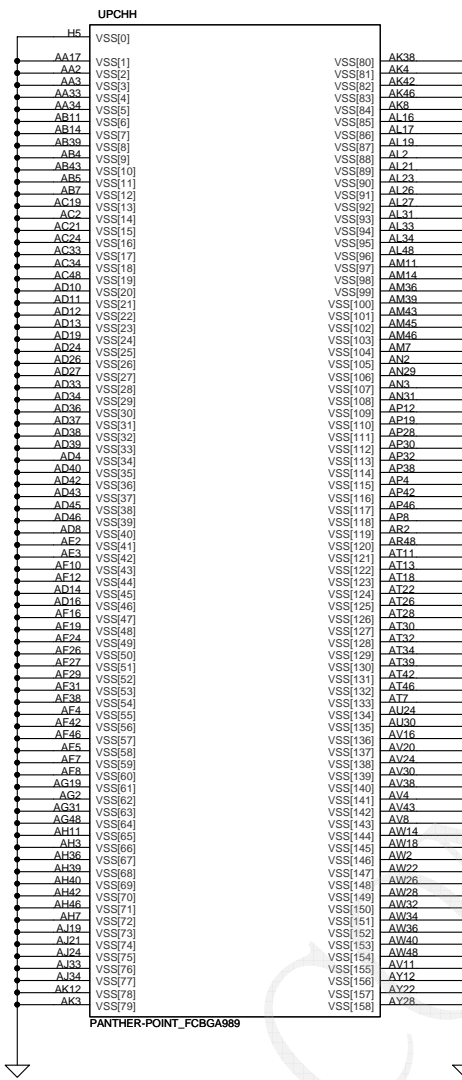 UPCHH
H5 VSS[0]
AA17 VSS[1] VSS[80] AK38
AA2 VSS[2] VSS[81] AK4
AA3 VSS[3] VSS[82] AK42
AA33 VSS[4] VSS[83] AK46
AA34 VSS[5] VSS[84] AK8
AB11 VSS[6] VSS[85] AL16
AB14 VSS[7] VSS[86] AL17
AB39 VSS[8] VSS[87] AL19
AB4 VSS[9] VSS[88] AL2
AB43 VSS[10] VSS[89] AL21
AB5 VSS[11] VSS[90] AL23
AB7 VSS[12] VSS[91] AL26
AC19 VSS[13] VSS[92] AL27
AC2 VSS[14] VSS[93] AL31
AC21 VSS[15] VSS[94] AL33
AC24 VSS[16] VSS[95] AL34
AC33 VSS[17] VSS[96] AL48
AC34 VSS[18] VSS[97] AM11
AC48 VSS[19] VSS[98] AM14
AD10 VSS[20] VSS[99] AM36
AD11 VSS[21] VSS[100] AM39
AD12 VSS[22] VSS[101] AM43
AD13 VSS[23] VSS[102] AM45
AD19 VSS[24] VSS[103] AM46
AD24 VSS[25] VSS[104] AM7
AD26 VSS[26] VSS[105] AN2
AD27 VSS[27] VSS[106] AN29
AD33 VSS[28] VSS[107] AN3
AD34 VSS[29] VSS[108] AN31
AD36 VSS[30] VSS[109] AP12
AD37 VSS[31] VSS[110] AP19
AD38 VSS[32] VSS[111] AP28
AD39 VSS[33] VSS[112] AP30
AD4 VSS[34] VSS[113] AP32
AD40 VSS[35] VSS[114] AP38
AD42 VSS[36] VSS[115] AP4
AD43 VSS[37] VSS[116] AP42
AD45 VSS[38] VSS[117] AP46
AD46 VSS[39] VSS[118] AP8
AD8 VSS[40] VSS[119] AR2
AE2 VSS[41] VSS[120] AR48
AE3 VSS[42] VSS[121] AT11
AF10 VSS[43] VSS[122] AT13
AF12 VSS[44] VSS[123] AT18
AD14 VSS[45] VSS[124] AT22
AD16 VSS[46] VSS[125] AT26
AF16 VSS[47] VSS[126] AT28
AF19 VSS[48] VSS[127] AT30
AF24 VSS[49] VSS[128] AT32
AF26 VSS[50] VSS[129] AT34
AF27 VSS[51] VSS[130] AT39
AF29 VSS[52] VSS[131] AT42
AF31 VSS[53] VSS[132] AT46
AF38 VSS[54] VSS[133] AT7
AF4 VSS[55] VSS[134] AU24
AF42 VSS[56] VSS[135] AU30
AF46 VSS[57] VSS[136] AV16
AF5 VSS[58] VSS[137] AV20
AF7 VSS[59] VSS[138] AV24
AF8 VSS[60] VSS[139] AV30
AG19 VSS[61] VSS[140] AV38
AG2 VSS[62] VSS[141] AV4
AG31 VSS[63] VSS[142] AV43
AG48 VSS[64] VSS[143] AV8
AH11 VSS[65] VSS[144] AW14
AH3 VSS[66] VSS[145] AW18
AH36 VSS[67] VSS[146] AW2
AH39 VSS[68] VSS[147] AW22
AH40 VSS[69] VSS[148] AW26
AH42 VSS[70] VSS[149] AW28
AH46 VSS[71] VSS[150] AW32
AH7 VSS[72] VSS[151] AW34
AJ19 VSS[73] VSS[152] AW36
AJ21 VSS[74] VSS[153] AW40
AJ24 VSS[75] VSS[154] AW48
AJ33 VSS[76] VSS[155] AV11
AJ34 VSS[77] VSS[156] AY12
AK12 VSS[78] VSS[157] AY22
AK3 VSS[79] VSS[158] AY28
PANTHER-POINT_FCBGA989